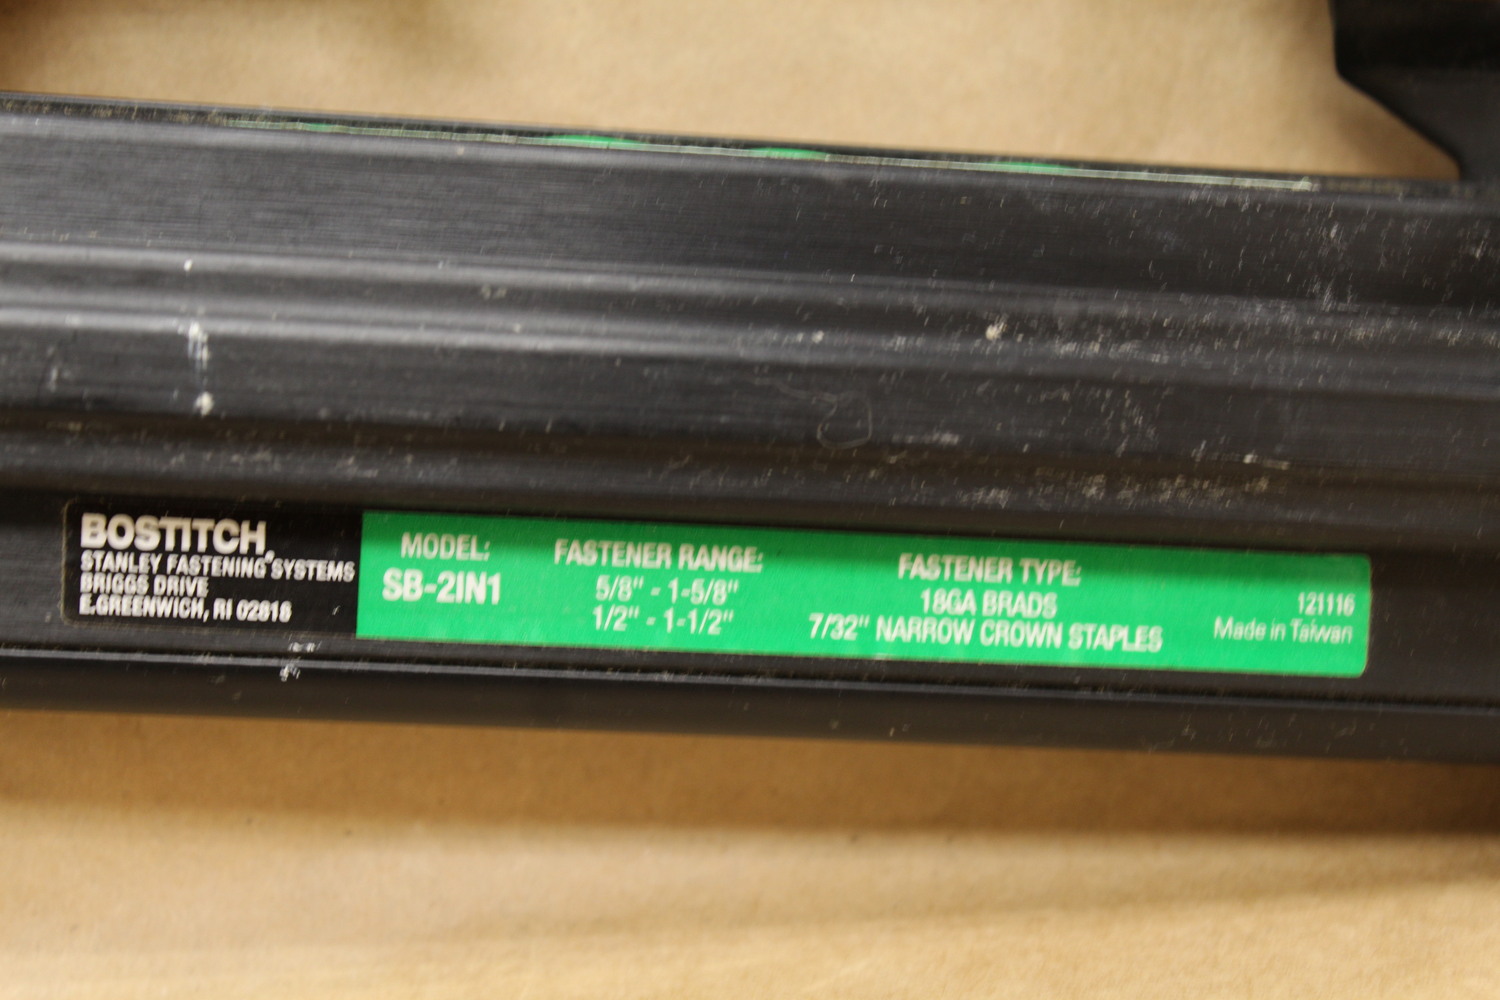 BOSTITCH.
STANLEY FASTENING SYSTEMS
BRIGGS DRIVE
E.GREENWICH, RI 02818
MODEL:
SB-2IN1
FASTENER RANGE:
5/8" - 1-5/8"
1/2" - 1-1/2"
FASTENER TYPE:
18GA BRADS
7/32" NARROW CROWN STAPLES
121116
Made in Taiwan